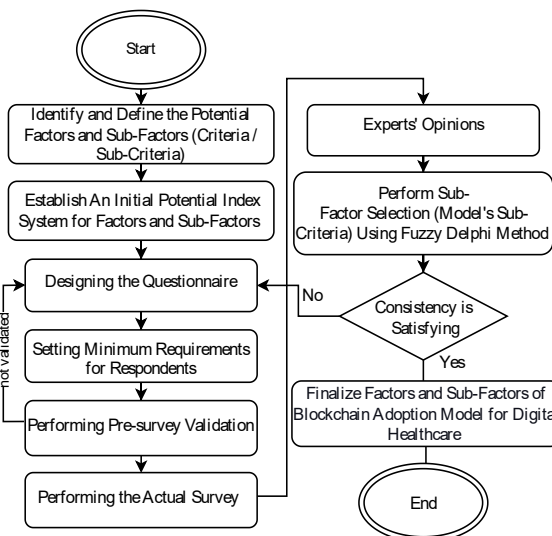 Start
Identify and Define the Potential
Factors and Sub-Factors (Criteria /
Sub-Criteria)
Establish An Initial Potential Index
System for Factors and Sub-Factors
Designing the Questionnaire
Setting Minimum Requirements
for Respondents
not validated
Performing Pre-survey Validation
Performing the Actual Survey
Experts' Opinions
Perform Sub-
Factor Selection (Model's Sub-
Criteria) Using Fuzzy Delphi Method
No
Consistency is
Satisfying
Yes
Finalize Factors and Sub-Factors of
Blockchain Adoption Model for Digita
Healthcare
End